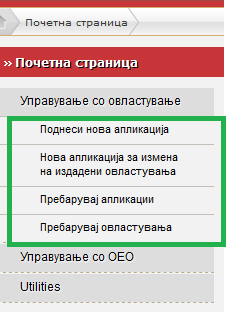 Почетна страница
» Почетна страница
Управување со овластување
Поднеси нова апликација
Нова апликација за измена
на издадени овластувања
Пребарувај апликации
Пребарувај овластувања
Управување со ОЕО
Utilities